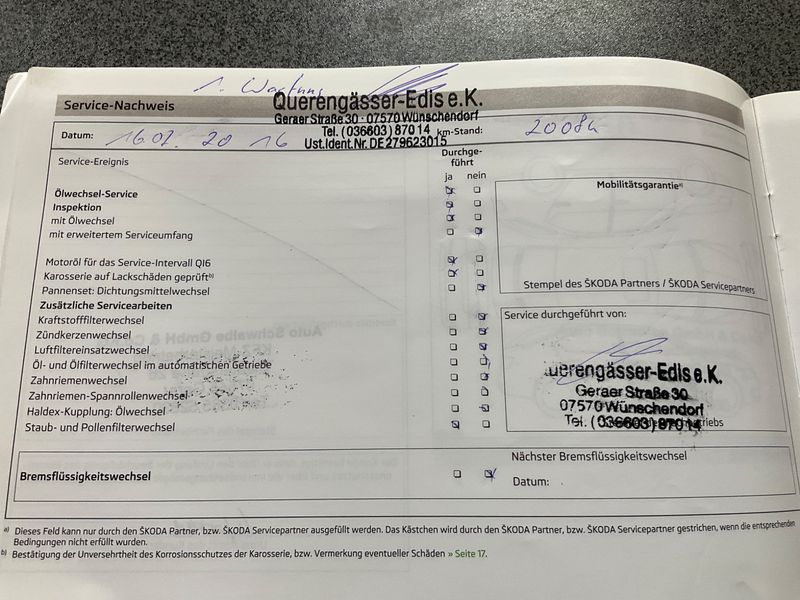 1. Wartung
Service-Nachweis
Querengässer-Edis e.K.
Geraer Straße 30 · 07570 Wünschendorf
Tel. (036603) 87014
Ust.Ident.Nr. DE279623015
Datum: 20 16
km-Stand:
Service-Ereignis
Durchge-
führt
ja nein
Ölwechsel-Service
Inspektion
mit Ölwechsel
mit erweitertem Serviceumfang
Motoröl für das Service-Intervall QI6
Karosserie auf Lackschäden geprüft b)
Pannenset: Dichtungsmittelwechsel
Zusätzliche Servicearbeiten
Kraftstofffilterwechsel
Zündkerzenwechsel
Luftfiltereinsatzwechsel
Öl- und Ölfilterwechsel im automatischen Getriebe
Zahnriemenwechsel
Zahnriemen-Spannrollenwechsel
Haldex-Kupplung: Ölwechsel
Staub- und Pollenfilterwechsel
Bremsflüssigkeitswechsel
Mobilitätsgarantie a)
Stempel des ŠKODA Partners / ŠKODA Servicepartners
Service durchgeführt von:
Querengässer-Edis e.K.
Geraer Straße 30
07570 Wünschendorf
Tel. (036603) 87014
Nächster Bremsflüssigkeitswechsel
Datum:
a) Dieses Feld kann nur durch den ŠKODA Partner, bzw. ŠKODA Servicepartner ausgefüllt werden. Das Kästchen wird durch den ŠKODA Partner, bzw. ŠKODA Servicepartner gestrichen, wenn die entsprechenden
Bedingungen nicht erfüllt wurden.
b) Bestätigung der Unversehrtheit des Korrosionsschutzes der Karosserie, bzw. Vermerkung eventueller Schäden » Seite 17.